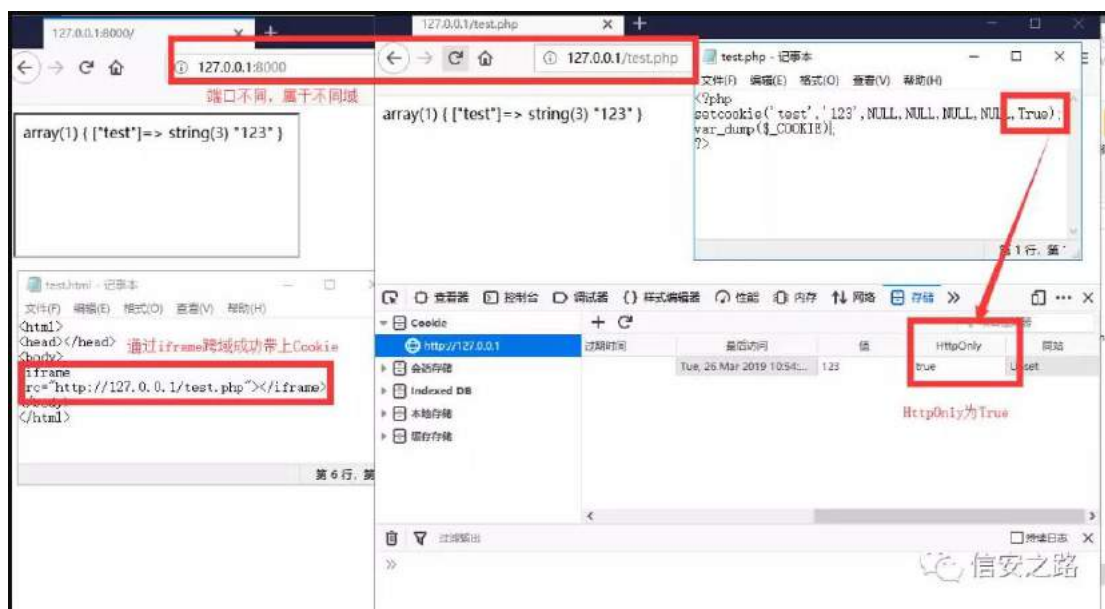 127.0.0.1:8000/
127.0.0.1:8000
端口不同，属于不同域
array(1) { ["test"]=> string(3) "123" }
test.html - 记事本
文件(F) 编辑(E) 格式(O) 查看(V) 帮助(H)
<html>
<head></head>
通过iframe跨域成功带上Cookie
<body>
iframe
rc="http://127.0.0.1/test.php"></iframe>
</body>
</html>
第 6 行，第
127.0.0.1/test.php
127.0.0.1/test.php
array(1) { ["test"]=> string(3) "123" }
test.php - 记事本
文件(F) 编辑(E) 格式(O) 查看(V) 帮助(H)
<?php
setcookie('test','123',NULL,NULL,NULL,NULL,True);
var_dump($_COOKIE);
?>
第 1 行，第
查看器 控制台 调试器 {} 样式编辑器 性能 内存 网络 存储
Cookie
http://127.0.0.1
会话存储
Indexed DB
本地存储
缓存存储
过期时间 最后访问 值 HttpOnly 同站
Tue, 26 Mar 2019 10:54:... 123 true Unset
HttpOnly为True
过滤输出
持续日志
信安之路